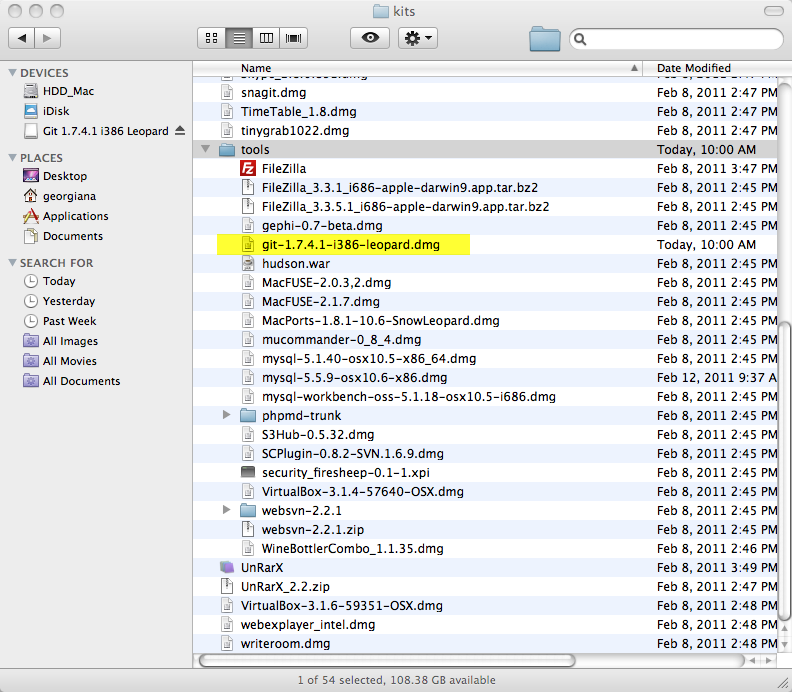 kits
Name Date Modified
DEVICES
HDD_Mac
iDisk
Git 1.7.4.1 i386 Leopard
PLACES
Desktop
georgiana
Applications
Documents
SEARCH FOR
Today
Yesterday
Past Week
All Images
All Movies
All Documents
snagit.dmg Feb 8, 2011 2:47 PM
TimeTable_1.8.dmg Feb 8, 2011 2:47 PM
tinygrab1022.dmg Feb 8, 2011 2:47 PM
tools Today, 10:00 AM
FileZilla Feb 8, 2011 3:47 PM
FileZilla_3.3.1_i686-apple-darwin9.app.tar.bz2 Feb 8, 2011 2:45 PM
FileZilla_3.3.5.1_i686-apple-darwin9.app.tar.bz2 Feb 8, 2011 2:45 PM
gephi-0.7-beta.dmg Feb 8, 2011 2:45 PM
git-1.7.4.1-i386-leopard.dmg Today, 10:00 AM
hudson.war Feb 8, 2011 2:45 PM
MacFUSE-2.0.3,2.dmg Feb 8, 2011 2:45 PM
MacFUSE-2.1.7.dmg Feb 8, 2011 2:45 PM
MacPorts-1.8.1-10.6-SnowLeopard.dmg Feb 8, 2011 2:45 PM
mucommander-0_8_4.dmg Feb 8, 2011 2:45 PM
mysql-5.1.40-osx10.5-x86_64.dmg Feb 8, 2011 2:45 PM
mysql-5.5.9-osx10.6-x86.dmg Feb 12, 2011 9:37 A
mysql-workbench-oss-5.1.18-osx10.5-i686.dmg Feb 8, 2011 2:45 PM
phpmd-trunk Feb 8, 2011 2:45 PM
S3Hub-0.5.32.dmg Feb 8, 2011 2:45 PM
SCPlugin-0.8.2-SVN.1.6.9.dmg Feb 8, 2011 2:45 PM
security_firesheep-0.1-1.xpi Feb 8, 2011 2:45 PM
VirtualBox-3.1.4-57640-OSX.dmg Feb 8, 2011 2:45 PM
websvn-2.2.1 Feb 8, 2011 2:45 PM
websvn-2.2.1.zip Feb 8, 2011 2:45 PM
WineBottlerCombo_1.1.35.dmg Feb 8, 2011 2:46 PM
UnRarX Feb 8, 2011 3:49 PM
UnRarX_2.2.zip Feb 8, 2011 2:48 PM
VirtualBox-3.1.6-59351-OSX.dmg Feb 8, 2011 2:48 PM
webexplayer_intel.dmg Feb 8, 2011 2:48 PM
writeroom.dmg Feb 8, 2011 2:48 PM
1 of 54 selected, 108.38 GB available